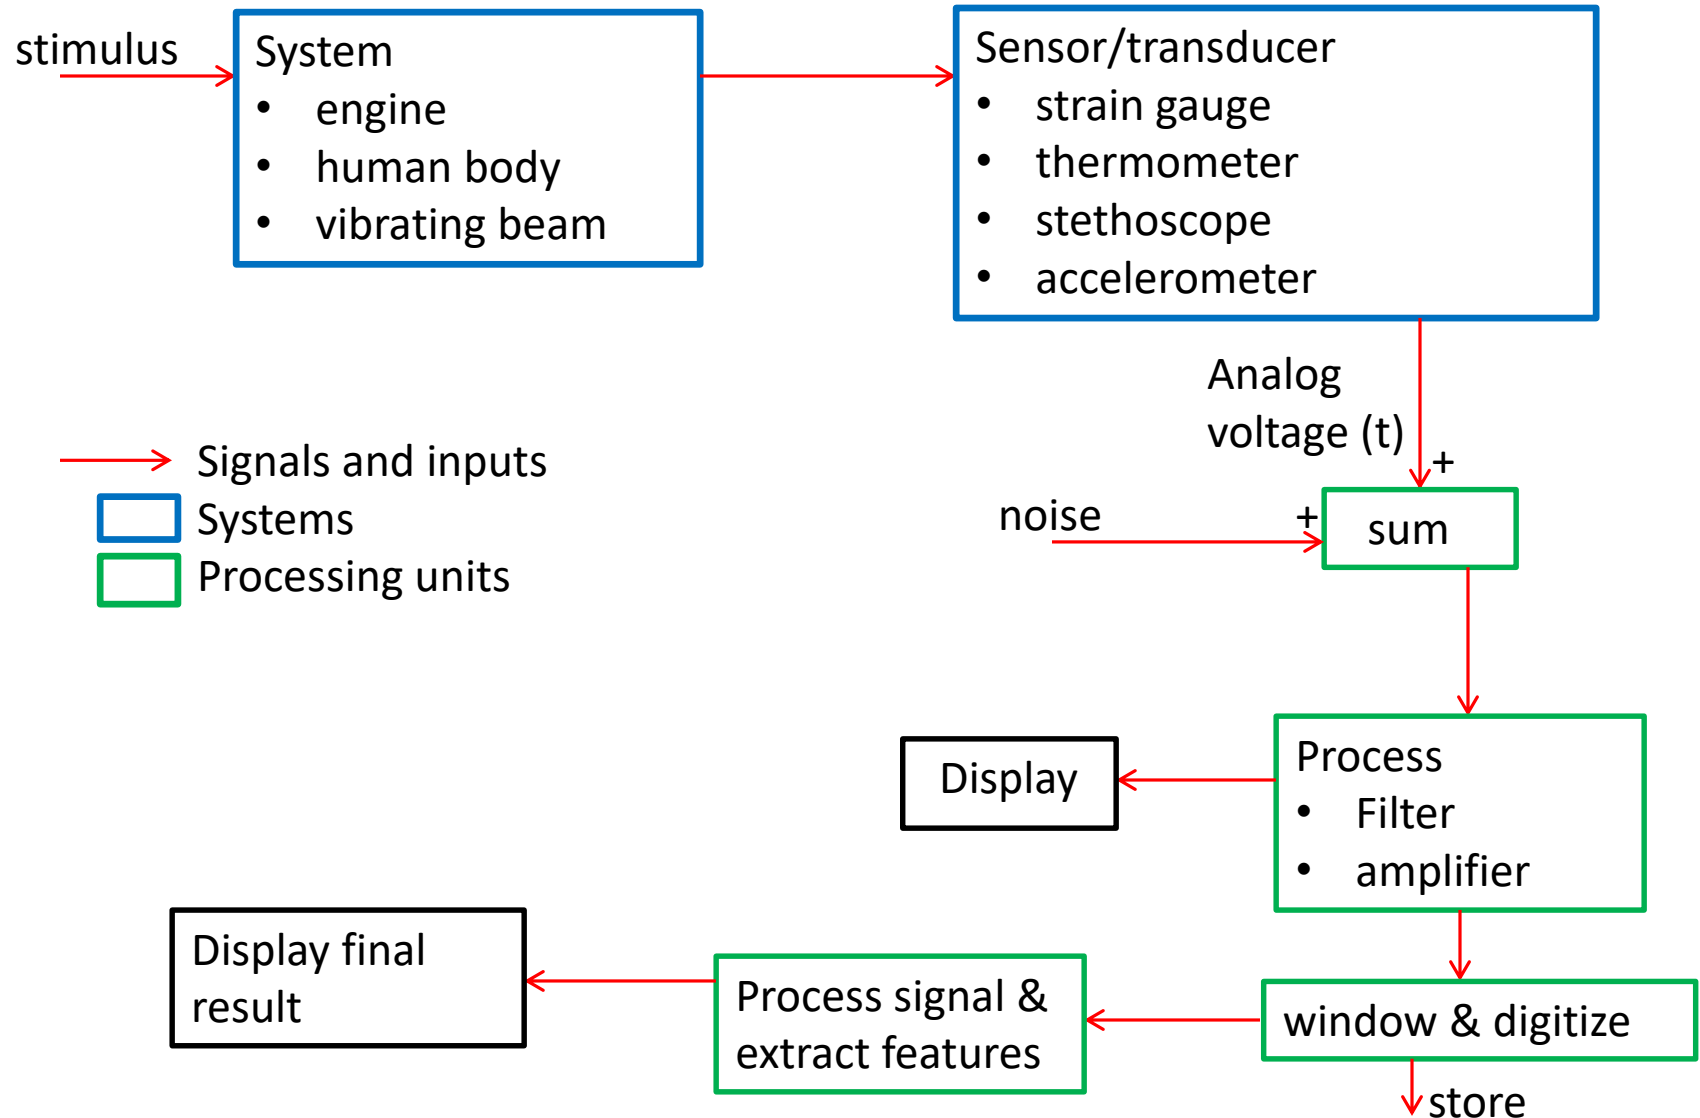 stimulus
System
• engine
• human body
• vibrating beam
Sensor/transducer
• strain gauge
• thermometer
• stethoscope
• accelerometer
Analog
voltage (t)
+
noise
+
sum
Signals and inputs
Systems
Processing units
Process
• Filter
• amplifier
Display
window & digitize
store
Process signal &
extract features
Display final
result